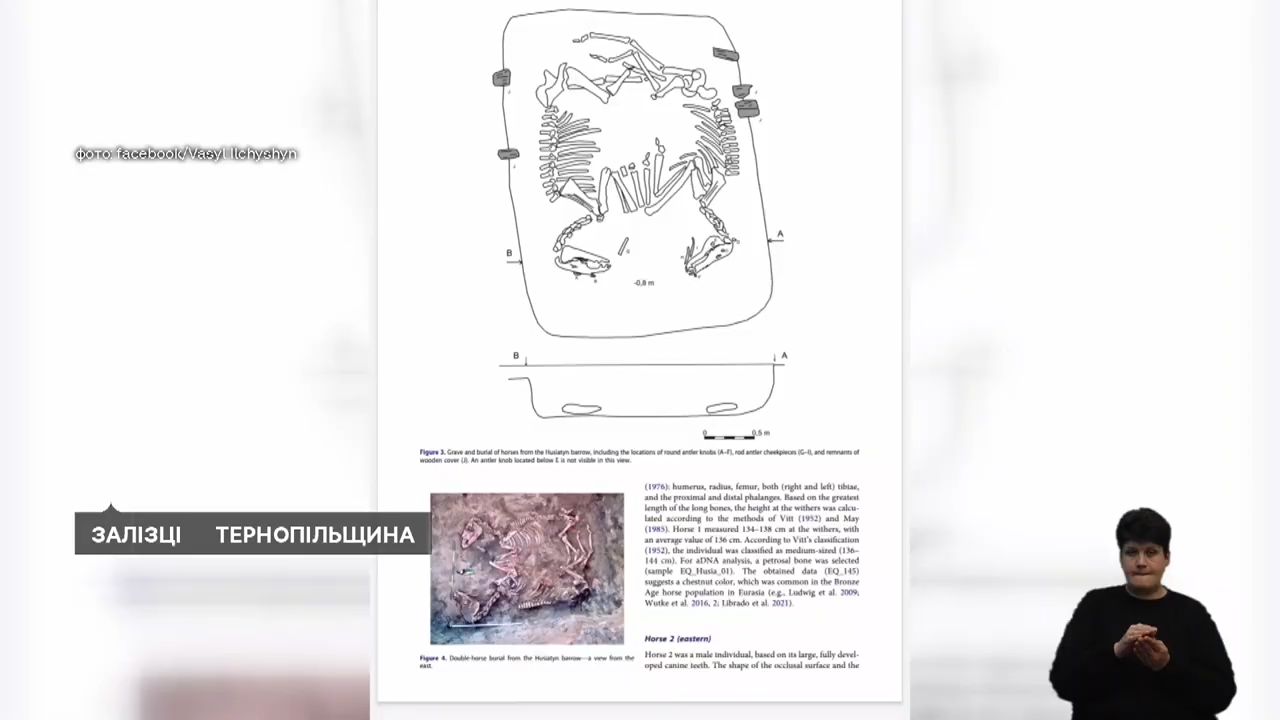 фото: facebook/Vasyl Ilchyshyn
A
B
-0,8 m
B
A
0
0,5 m
Figure 3. Grave and burial of horses from the Husiatyn barrow, including the locations of round antler knobs (A–F), rod antler cheekpieces (G–I), and remnants of
wooden cover (J). An antler knob located below E is not visible in this view.
(1976): humerus, radius, femur, both (right and left) tibiae,
and the proximal and distal phalanges. Based on the greatest
length of the long bones, the height at the withers was calcu-
lated according to the methods of Vitt (1952) and May
(1985). Horse 1 measured 134–138 cm at the withers, with
an average value of 136 cm. According to Vitt's classification
(1952), the individual was classified as medium-sized (136–
144 cm). For aDNA analysis, a petrosal bone was selected
(sample EQ_Husia_01). The obtained data (EQ_145)
suggests a chestnut color, which was common in the Bronze
Age horse population in Eurasia (e.g., Ludwig et al. 2009;
Wutke et al. 2016, 2; Librado et al. 2021).
ЗАЛІЗЦІ ТЕРНОПІЛЬЩИНА
Figure 4. Double-horse burial from the Husiatyn barrow—a view from the
east.
Horse 2 (eastern)
Horse 2 was a male individual, based on its large, fully devel-
oped canine teeth. The shape of the occlusal surface and the